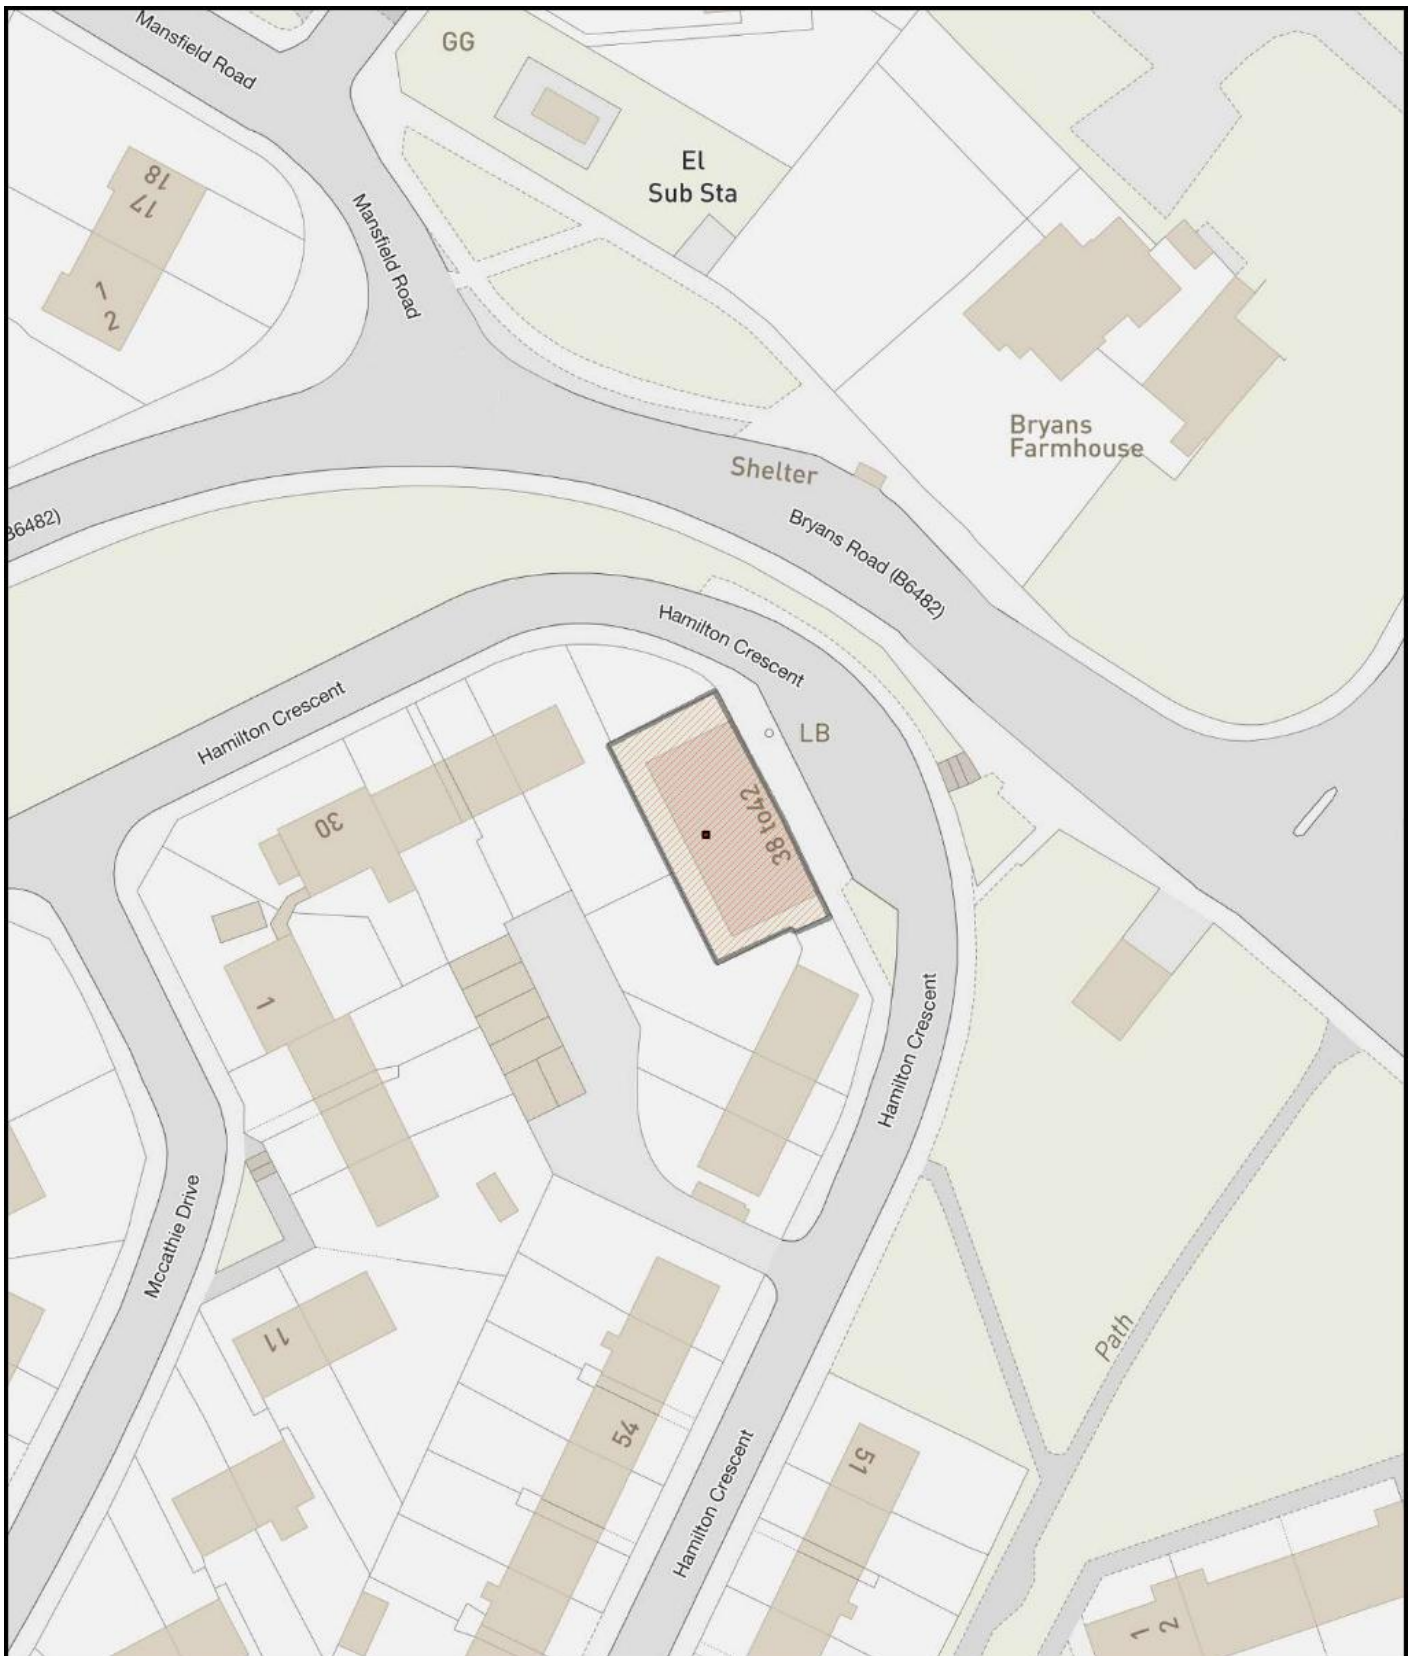 Mansfield Road
GG
El
Sub Sta
18
17
1
2
Mansfield Road
Bryans
Farmhouse
Shelter
B6482)
Bryans Road (B6482)
Hamilton Crescent
Hamilton Crescent
LB
38 to 42
30
1
Hamilton Crescent
Mccathie Drive
11
Path
54
51
Hamilton Crescent
1
2